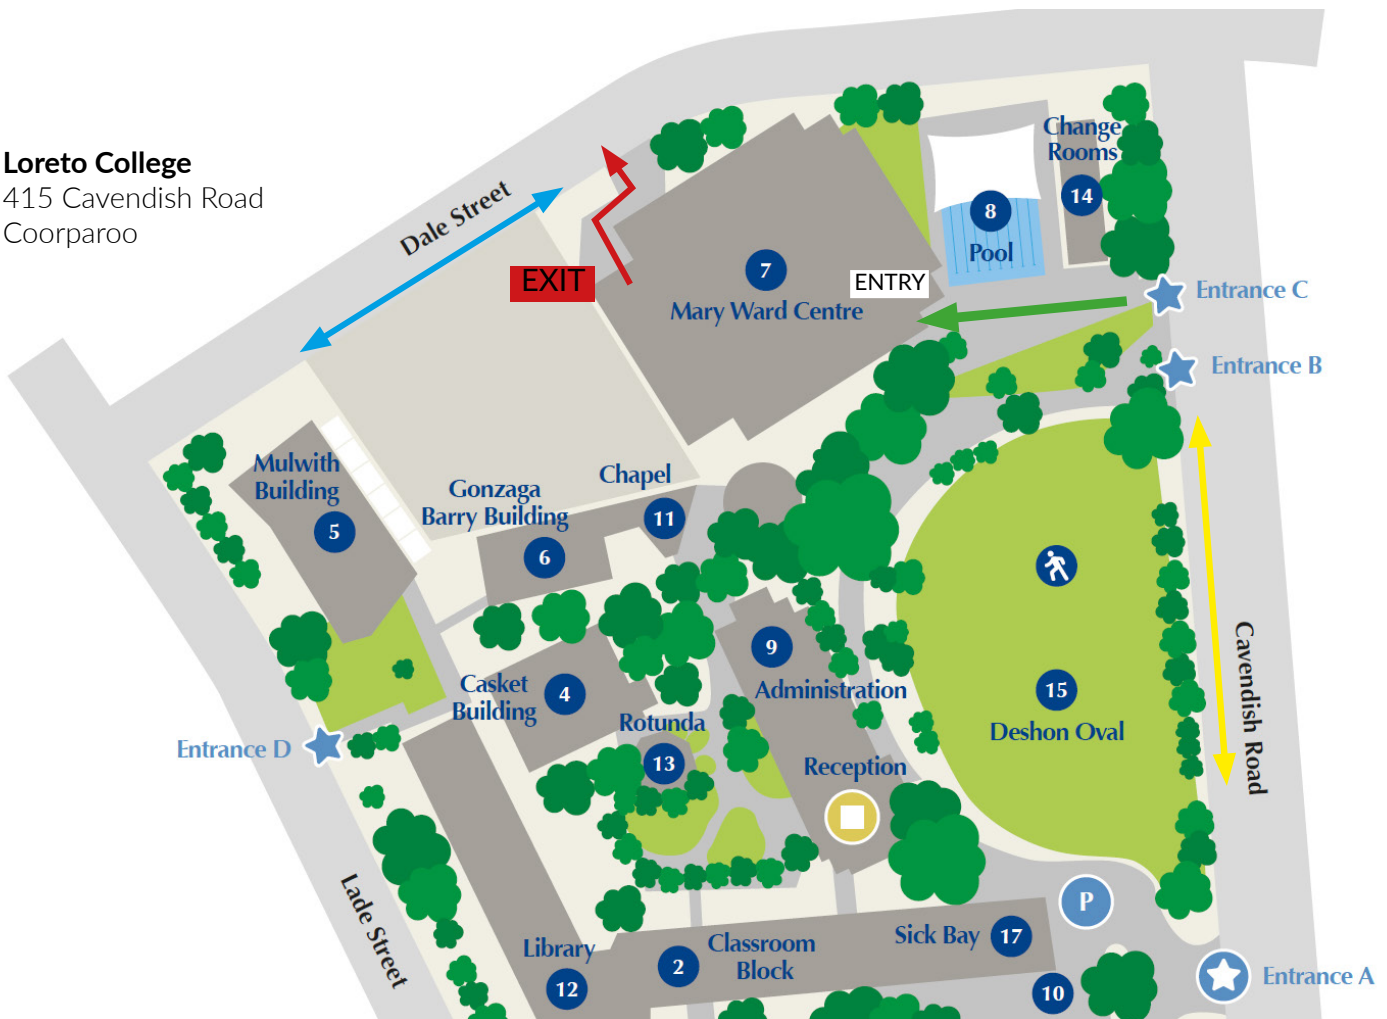 Loreto College
415 Cavendish Road
Coorparoo
Dale Street
EXIT
7
Mary Ward Centre
ENTRY
8
Pool
Change
Rooms
14
Entrance C
Entrance B
Mulwith
Building
5
Gonzaga
Barry Building
6
Chapel
11
9
Administration
15
Deshon Oval
Cavendish Road
Casket
Building
4
Rotunda
13
Reception
Entrance D
Lade Street
Library
12
2
Classroom
Block
Sick Bay
17
P
10
Entrance A